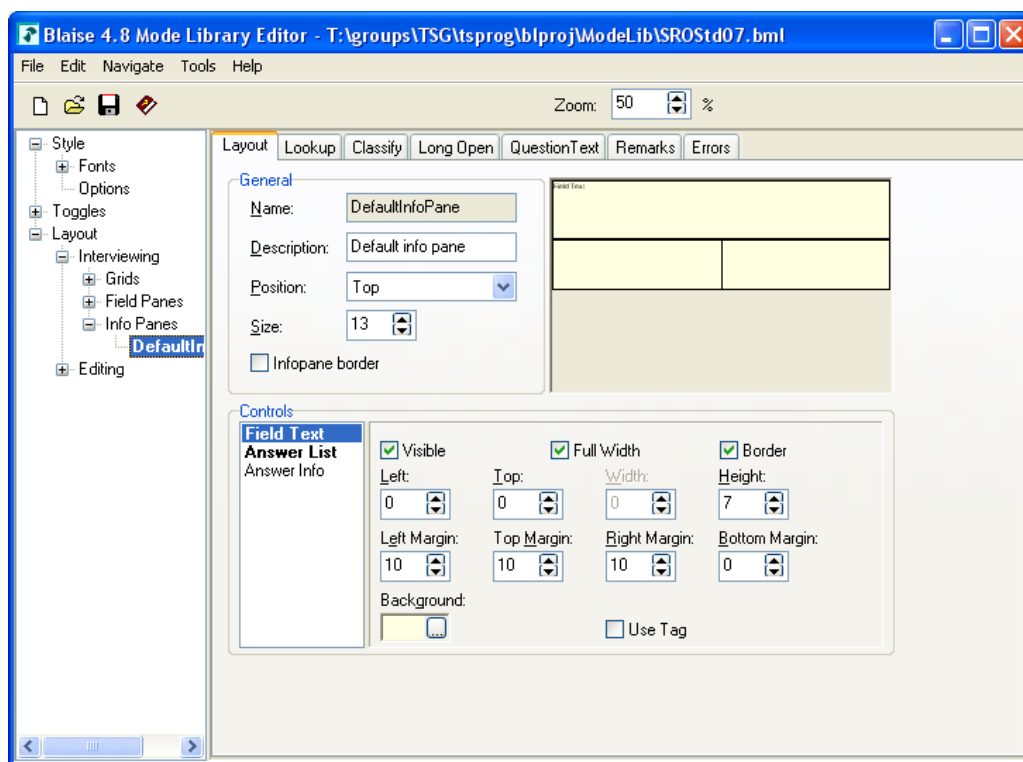 Blaise 4.8 Mode Library Editor - T:\groups\TSG\tsprog\blproj\ModeLib\SROStd07.bml
File Edit Navigate Tools Help
Zoom: 50 %
Style
Fonts
Options
Toggles
Layout
Interviewing
Grids
Field Panes
Info Panes
DefaultIn
Editing
Layout Lookup Classify Long Open QuestionText Remarks Errors
General
Name: DefaultInfoPane
Description: Default info pane
Position: Top
Size: 13
Infopane border
Field Text
Controls
Field Text
Answer List
Answer Info
Visible Full Width Border
Left: Top: Width: Height:
0 0 0 7
Left Margin: Top Margin: Right Margin: Bottom Margin:
10 10 10 0
Background:
...
Use Tag